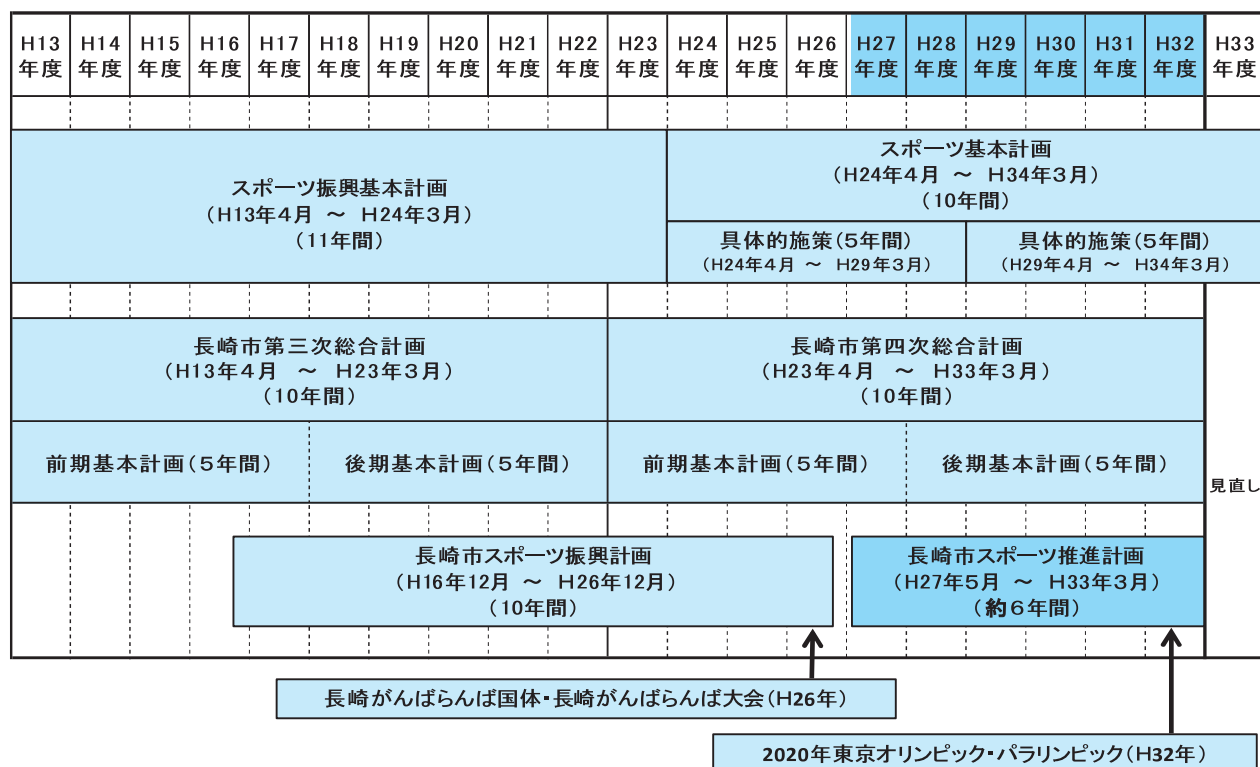 H13 H14 H15 H16 H17 H18 H19 H20 H21 H22 H23 H24 H25 H26 H27 H28 H29 H30 H31 H32 H33
年度 年度 年度 年度 年度 年度 年度 年度 年度 年度 年度 年度 年度 年度 年度 年度 年度 年度 年度 年度 年度
スポーツ振興基本計画
(H13年4月 ~ H24年3月)
(11年間)
スポーツ基本計画
(H24年4月 ~ H34年3月)
(10年間)
具体的施策(5年間)
(H24年4月 ~ H29年3月)
具体的施策(5年間)
(H29年4月 ~ H34年3月)
長崎市第三次総合計画
(H13年4月 ~ H23年3月)
(10年間)
長崎市第四次総合計画
(H23年4月 ~ H33年3月)
(10年間)
前期基本計画(5年間)
後期基本計画(5年間)
前期基本計画(5年間)
後期基本計画(5年間)
見直し
長崎市スポーツ振興計画
(H16年12月 ~ H26年12月)
(10年間)
長崎市スポーツ推進計画
(H27年5月 ~ H33年3月)
(約6年間)
長崎がんばらんば国体・長崎がんばらんば大会(H26年)
2020年東京オリンピック・パラリンピック(H32年)